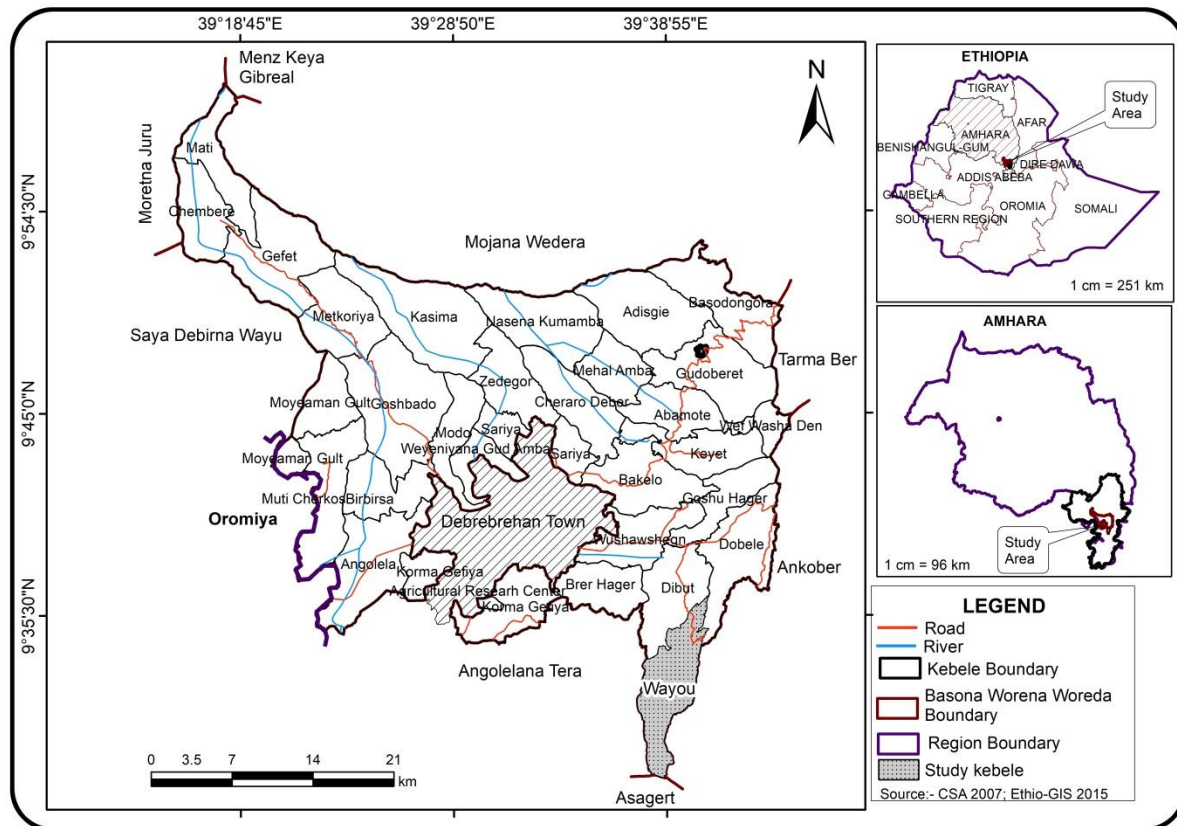 39°18'45"E
39°28'50"E
39°38'55"E
9°54'30"N
9°45'0"N
9°35'30"N
Menz Keya
Gibreal
Moretna Juru
Mati
Chembere
Gefet
Mojana Wedera
Saya Debirna Wayu
Metkoriya
Kasima
Nasena Kumamba
Adisgie
Basodongora
Tarma Ber
Mehal Amba
Gudoberet
Zedegor
Cheraro Deber
Moyeaman Gult
Goshbado
Abamote
Wef Washa Den
Modo
Sariya
Weyeniyana Gud Amba
Sariya
Keyet
Moyeaman Gult
Bakelo
Muti Cherkos
Birbirsa
Goshu Hager
Oromiya
Debrebrehan Town
Wushawshegn
Dobele
Angolela
Korma Gefiya
Ankober
Agricultural Researh Center
Korma Gefiya
Brer Hager
Dibut
Angolelana Tera
Wayou
Asagert
N
0 3.5 7 14 21
km
ETHIOPIA
TIGRAY
Study
Area
AFAR
AMHARA
BENISHANGUL-GUM
DIRE DAWA
ADDIS ABEBA
GAMBELLA
OROMIA
SOMALI
SOUTHERN REGION
1 cm = 251 km
AMHARA
Study
Area
1 cm = 96 km
LEGEND
Road
River
Kebele Boundary
Basona Worena Woreda
Boundary
Region Boundary
Study kebele
Source:- CSA 2007; Ethio-GIS 2015